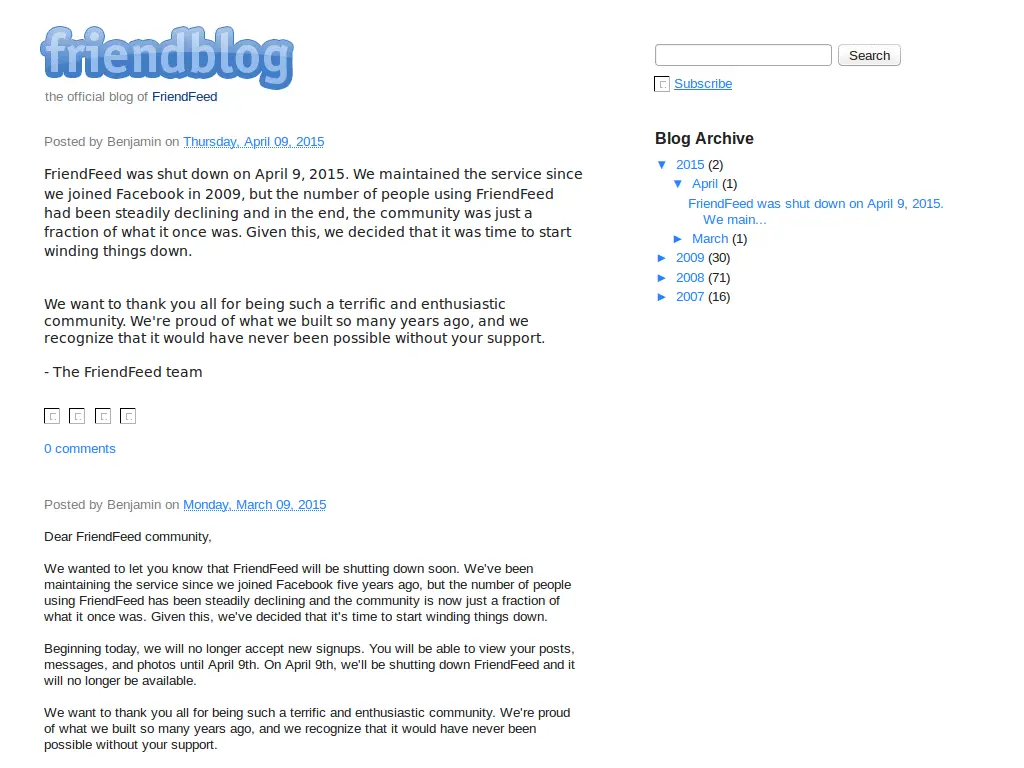 friendblog
the official blog of FriendFeed
Search
Subscribe
Posted by Benjamin on Thursday, April 09, 2015
FriendFeed was shut down on April 9, 2015. We maintained the service since
we joined Facebook in 2009, but the number of people using FriendFeed
had been steadily declining and in the end, the community was just a
fraction of what it once was. Given this, we decided that it was time to start
winding things down.
We want to thank you all for being such a terrific and enthusiastic
community. We're proud of what we built so many years ago, and we
recognize that it would have never been possible without your support.
- The FriendFeed team
0 comments
Posted by Benjamin on Monday, March 09, 2015
Dear FriendFeed community,
We wanted to let you know that FriendFeed will be shutting down soon. We've been
maintaining the service since we joined Facebook five years ago, but the number of people
using FriendFeed has been steadily declining and the community is now just a fraction of
what it once was. Given this, we've decided that it's time to start winding things down.
Beginning today, we will no longer accept new signups. You will be able to view your posts,
messages, and photos until April 9th. On April 9th, we'll be shutting down FriendFeed and it
will no longer be available.
We want to thank you all for being such a terrific and enthusiastic community. We're proud
of what we built so many years ago, and we recognize that it would have never been
possible without your support.
Blog Archive
▼ 2015 (2)
▼ April (1)
FriendFeed was shut down on April 9, 2015.
We main...
► March (1)
► 2009 (30)
► 2008 (71)
► 2007 (16)